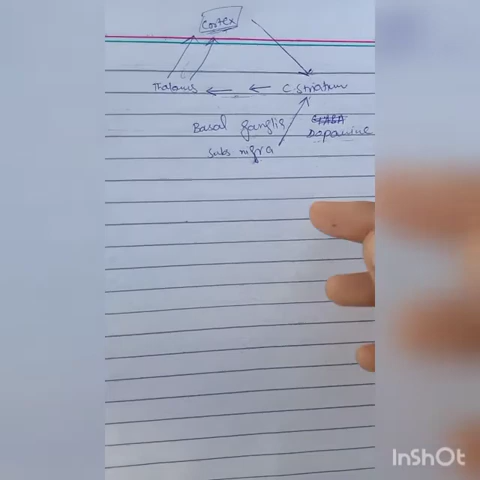 Cortex
Thalamus ← ← C Striatum
Basal ganglia GABA
Dopamine
Subs nigra
InShOt